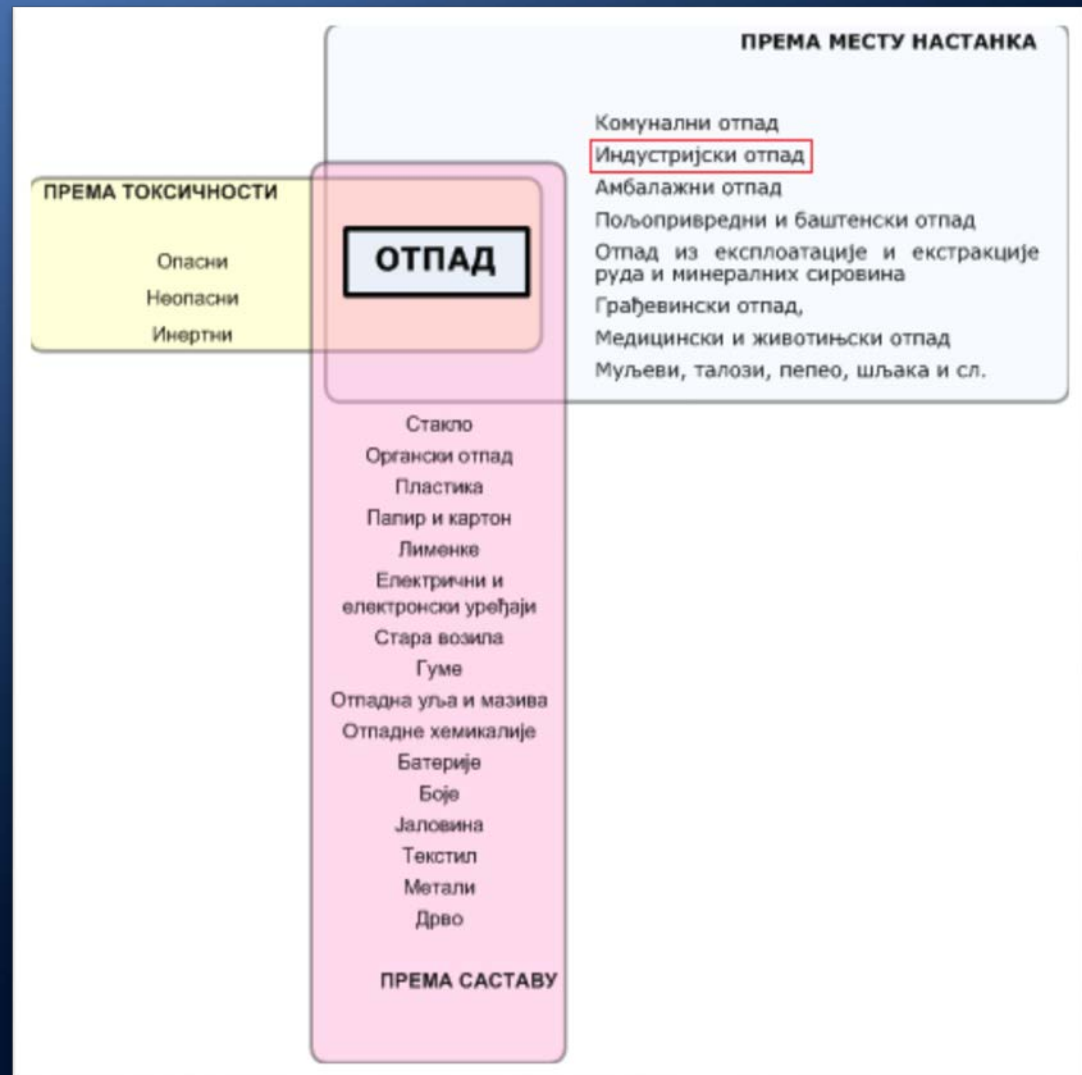 ПРЕМА МЕСТУ НАСТАНКА
Комунални отпад
Индустријски отпад
Амбалажни отпад
Пољопривредни и баштенски отпад
Отпад из експлоатације и екстракције
руда и минералних сировина
Грађевински отпад,
Медицински и животињски отпад
Муљеви, талози, пепео, шљака и сл.
ПРЕМА ТОКСИЧНОСТИ
Опасни
Неопасни
Инертни
ОТПАД
Стакло
Органски отпад
Пластика
Папир и картон
Лименке
Електрични и
електронски уређаји
Стара возила
Гуме
Отпадна уља и мазива
Отпадне хемикалије
Батерије
Боје
Јаловина
Текстил
Метали
Дрво
ПРЕМА САСТАВУ